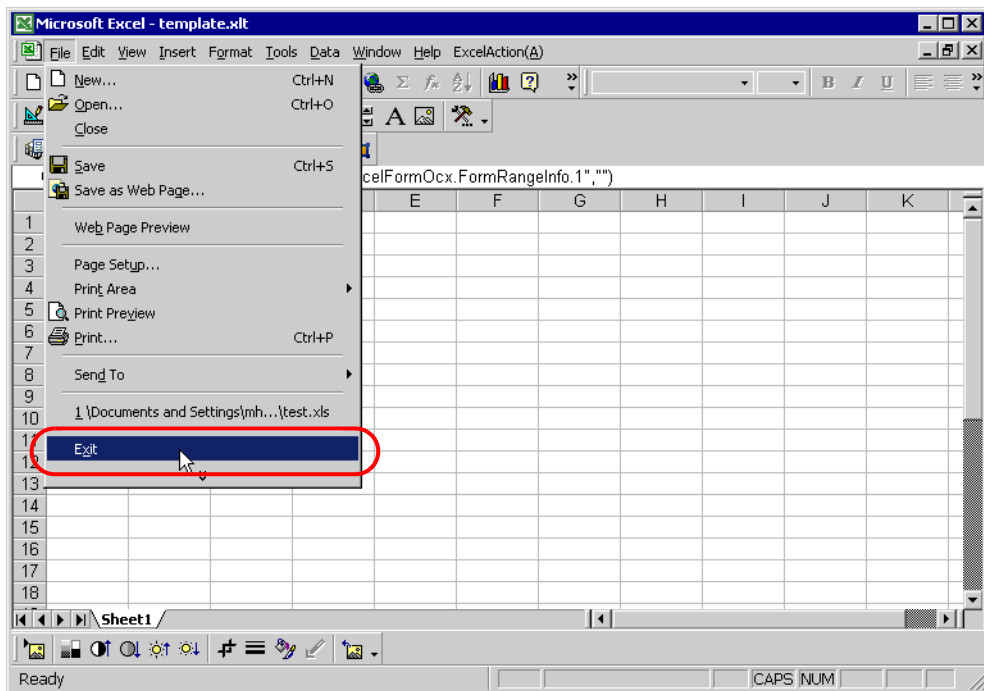 Microsoft Excel - template.xlt
File Edit View Insert Format Tools Data Window Help ExcelAction(A)
New... Ctrl+N
Open... Ctrl+O
Close
Save Ctrl+S
Save as Web Page...
Web Page Preview
Page Setup...
Print Area
Print Preview
Print... Ctrl+P
Send To
1 \Documents and Settings\mh...\test.xls
Exit
Σ fx B I U
A
celFormOcx.FormRangeInfo.1","")
E F G H I J K
1
2
3
4
5
6
7
8
9
10
11
12
13
14
15
16
17
18
Sheet1
Ready CAPS NUM